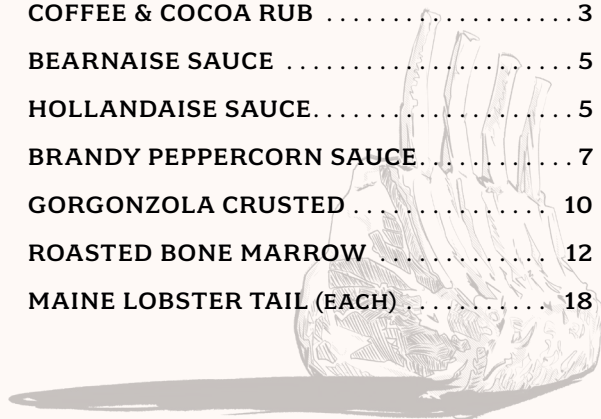 COFFEE & COCOA RUB ........................ 3
BEARNAISE SAUCE ........................... 5
HOLLANDAISE SAUCE........................ 5
BRANDY PEPPERCORN SAUCE.............. 7
GORGONZOLA CRUSTED ............... 10
ROASTED BONE MARROW ............. 12
MAINE LOBSTER TAIL (EACH) ........... 18